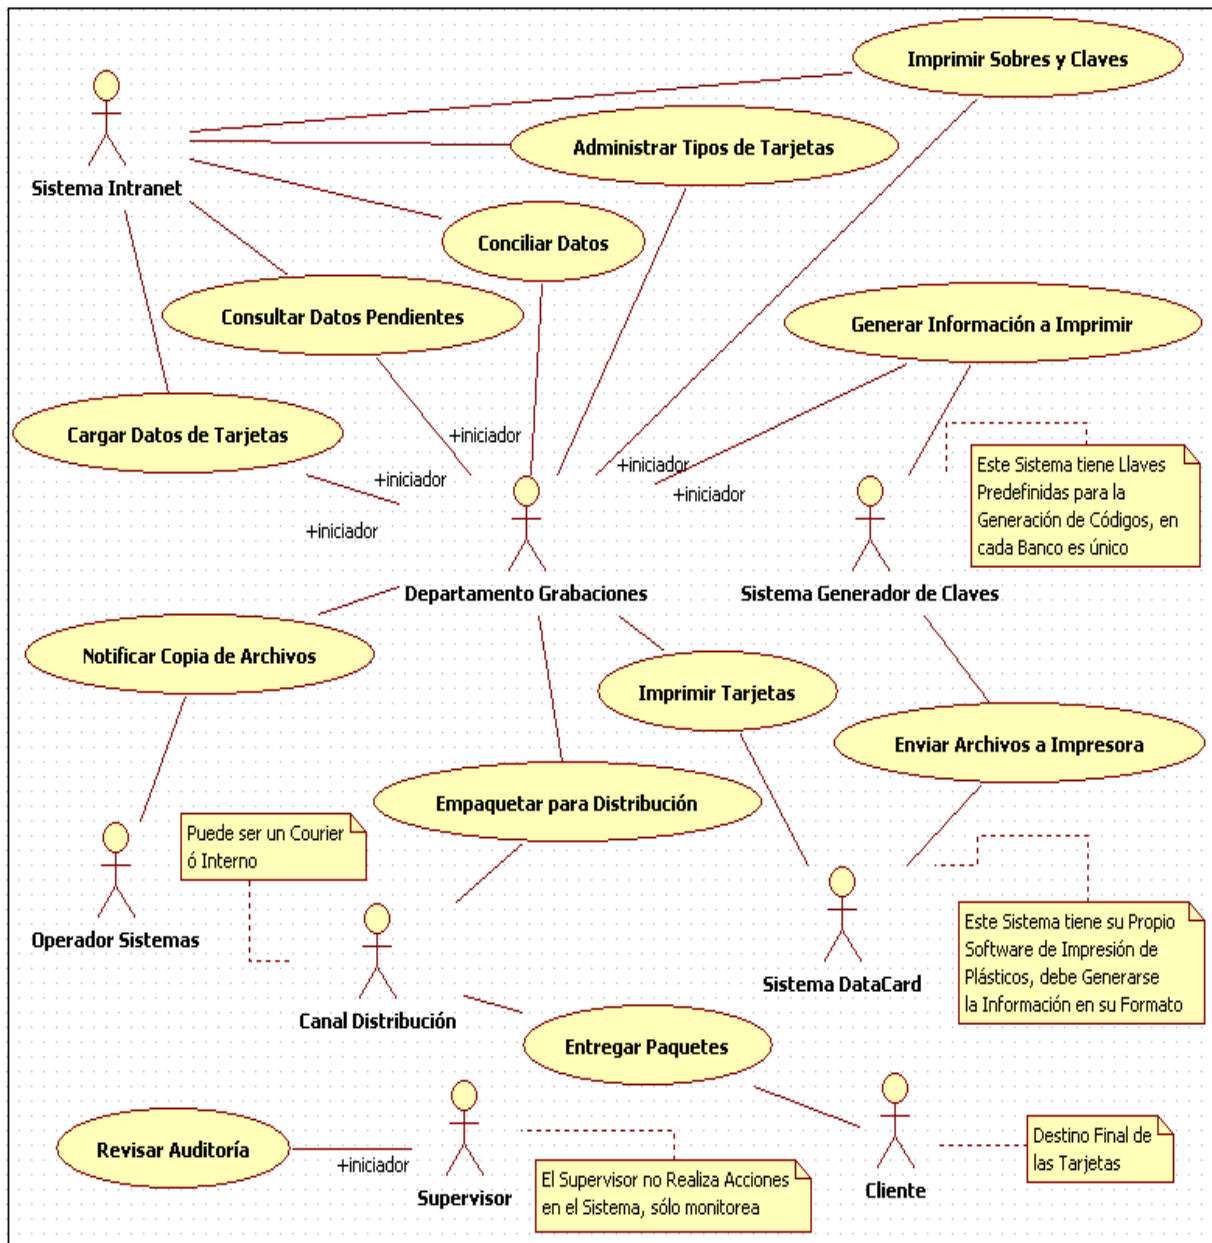 Imprimir Sobres y Claves
Administrar Tipos de Tarjetas
Sistema Intranet
Conciliar Datos
Consultar Datos Pendientes
Generar Información a Imprimir
Cargar Datos de Tarjetas
+iniciador
+iniciador
+iniciador
+iniciador
+iniciador
Este Sistema tiene Llaves
Predefinidas para la
Generación de Códigos, en
cada Banco es único
Departamento Grabaciones
Sistema Generador de Claves
Notificar Copia de Archivos
Imprimir Tarjetas
Enviar Archivos a Impresora
Empaquetar para Distribución
Puede ser un Courier
ó Interno
Operador Sistemas
Canal Distribución
Sistema DataCard
Este Sistema tiene su Propio
Software de Impresión de
Plásticos, debe Generarse
la Información en su Formato
Entregar Paquetes
Revisar Auditoría
+iniciador
Supervisor
El Supervisor no Realiza Acciones
en el Sistema, sólo monitorea
Cliente
Destino Final de
las Tarjetas